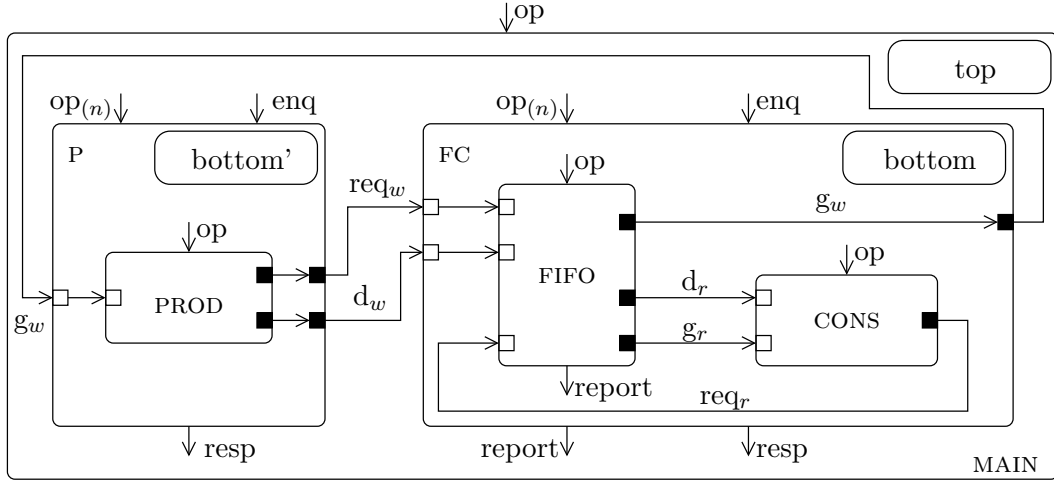 op
top
op₍ₙ₎ enq op₍ₙ₎ enq
P bottom’ FC bottom
op
req_w
g_w
op
op
FIFO
PROD d_w d_r CONS
g_w
g_r
report
req_r
resp report resp
MAIN